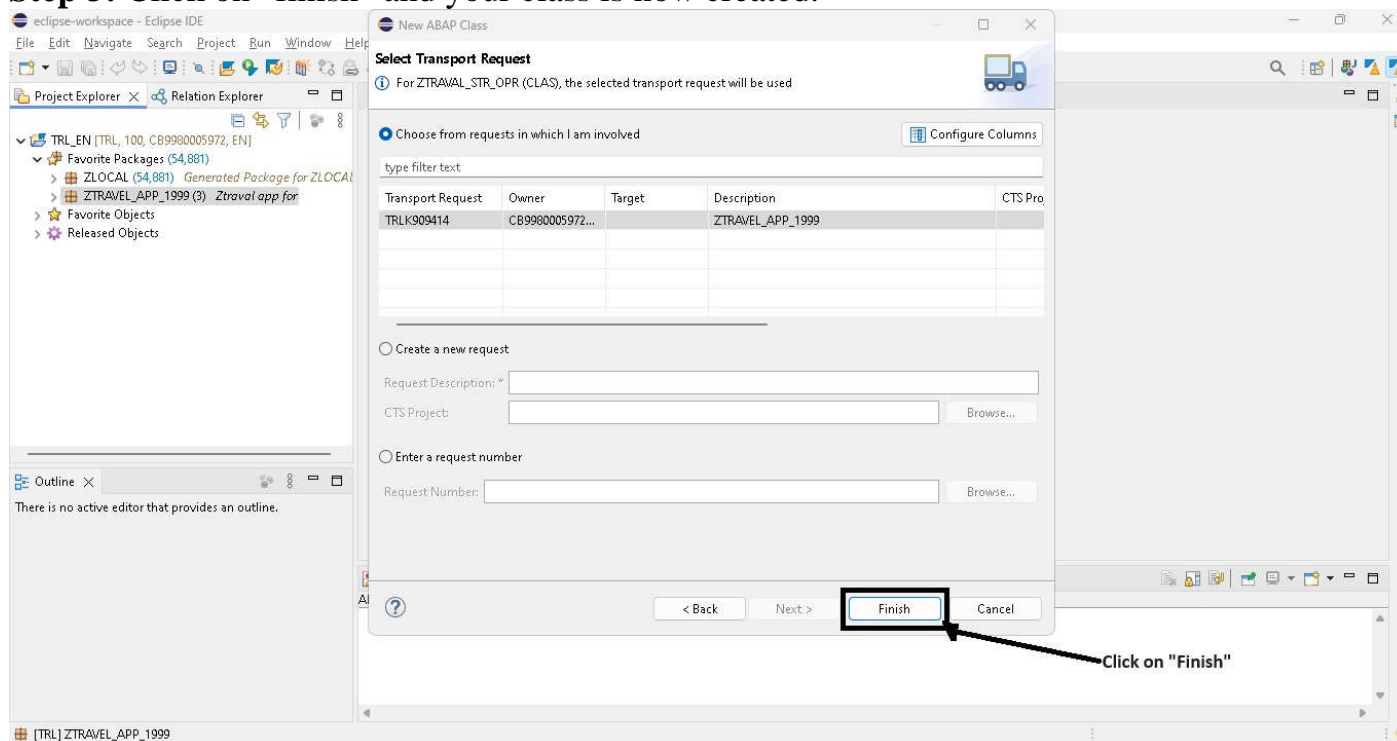 Step 3: Click on "finish" and your class is now created.
eclipse-workspace - Eclipse IDE
File Edit Navigate Search Project Run Window Help
Project Explorer Relation Explorer
TRL_EN [TRL, 100, CB9980005972, EN]
Favorite Packages (54,881)
ZLOCAL (54,881) Generated Package for ZLOCAL
ZTRAVEL_APP_1999 (3) Ztraval app for
Favorite Objects
Released Objects
Outline
There is no active editor that provides an outline.
New ABAP Class
Select Transport Request
For ZTRAVAL_STR_OPR (CLAS), the selected transport request will be used
Choose from requests in which I am involved
Configure Columns
type filter text
Transport Request Owner Target Description CTS Proj
TRLK909414 CB9980005972... ZTRAVEL_APP_1999
Create a new request
Request Description: *
CTS Project: Browse...
Enter a request number
Request Number: Browse...
? < Back Next > Finish Cancel
Click on "Finish"
[TRL] ZTRAVEL_APP_1999